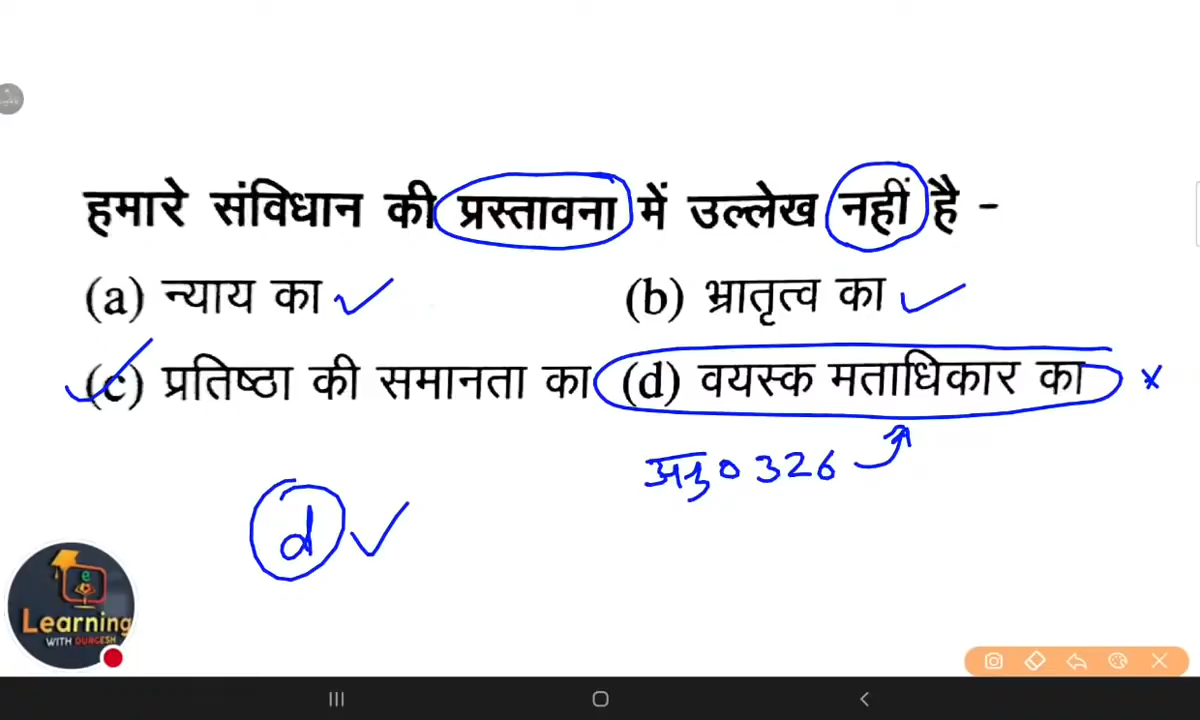 हमारे संविधान की प्रस्तावना में उल्लेख नहीं है -
(a) न्याय का (b) भ्रातृत्व का
(c) प्रतिष्ठा की समानता का (d) वयस्क मताधिकार का
अनु० 326
d
e
Learning
WITH DURGESH